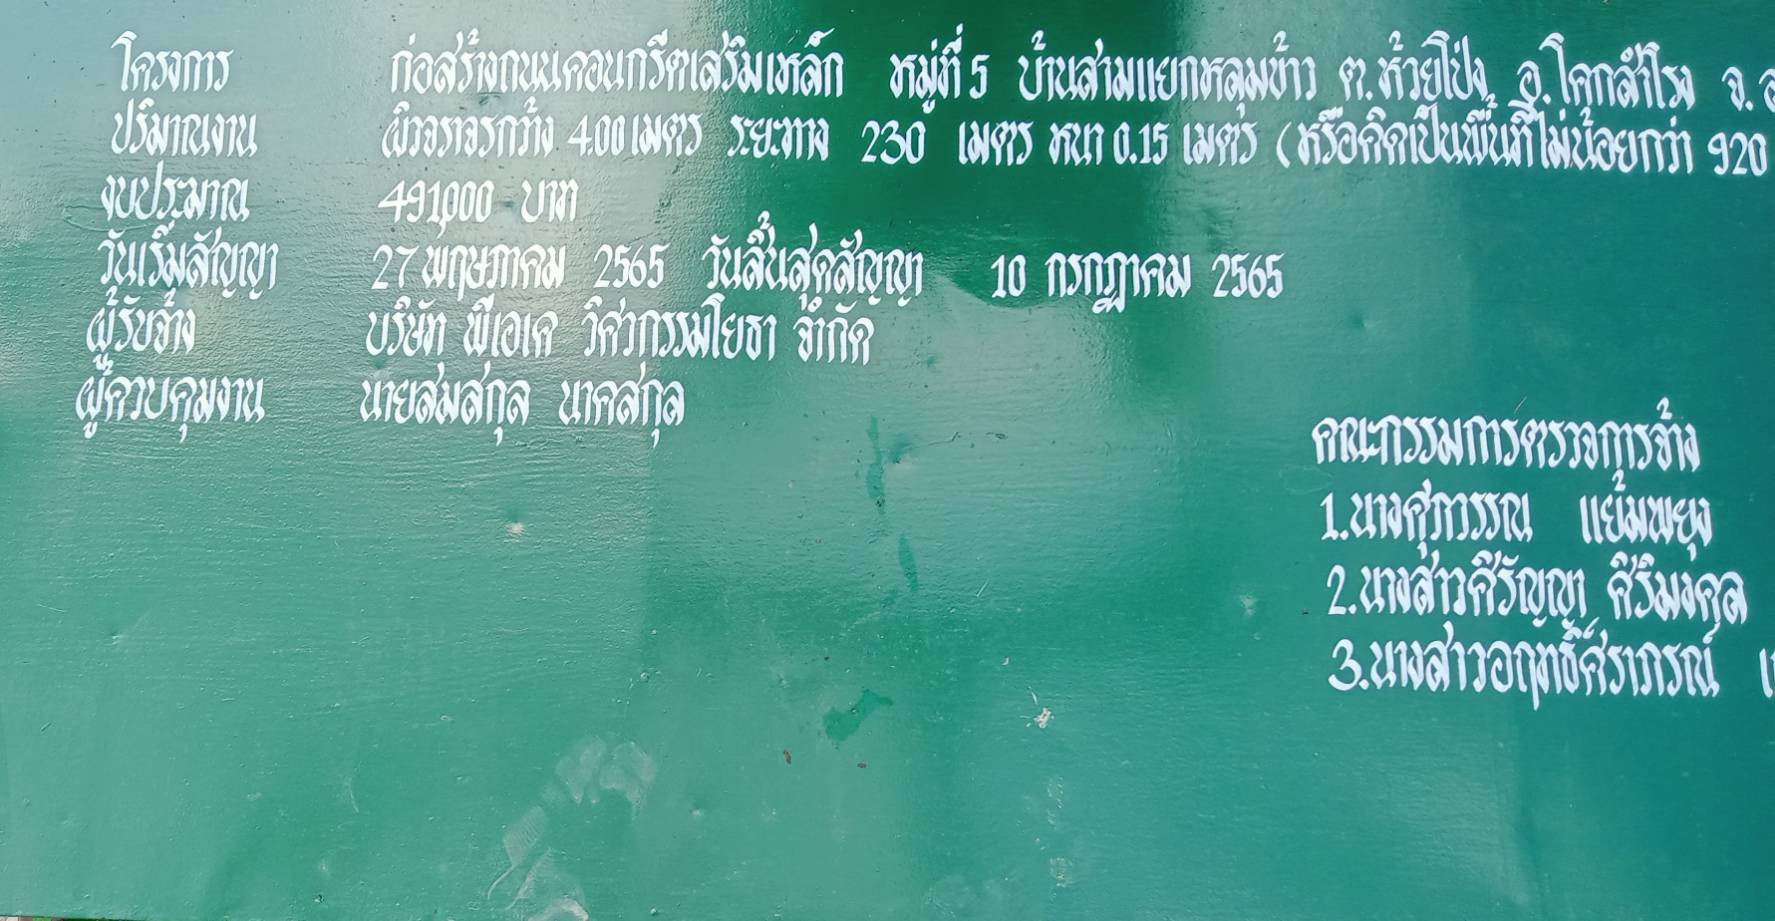 โครงการ ก่อสร้างถนนคอนกรีตเสริมเหล็ก หมู่ที่ 5 บ้านสามแยกหลุมข้าว ต.ห้วยโป่ง อ.โคกสำโรง จ.
ปริมาณงาน ผิวจราจรกว้าง 4.00 เมตร ระยะทาง 230 เมตร หนา 0.15 เมตร (หรือคิดเป็นพื้นที่ไม่น้อยกว่า 920
งบประมาณ 491,000 บาท
วันเริ่มสัญญา 27 พฤษภาคม 2565 วันสิ้นสุดสัญญา 10 กรกฎาคม 2565
ผู้รับจ้าง บริษัท พีเอเค วิศวกรรมโยธา จำกัด
ผู้ควบคุมงาน นายสมสกุล นาคสกุล
คณะกรรมการตรวจการจ้าง
1.นางศุภวรรณ แย้มพยุง
2.นางสาวศิรัญญา ศิริมงคล
3.นางสาวอฤทธิ์ศราภรณ์